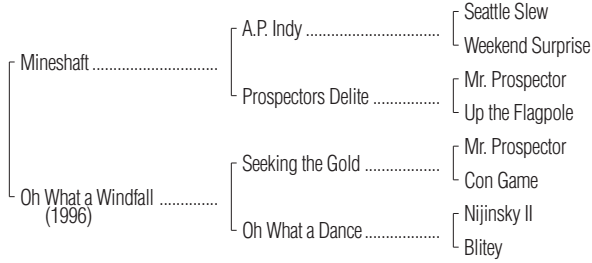 Seattle Slew
A.P. Indy ................................
Weekend Surprise
Mineshaft ..............................
Mr. Prospector
Prospectors Delite ................
Up the Flagpole
Mr. Prospector
Seeking the Gold ..................
Con Game
Oh What a Windfall ..............
(1996)
Nijinsky II
Oh What a Dance ..................
Blitey